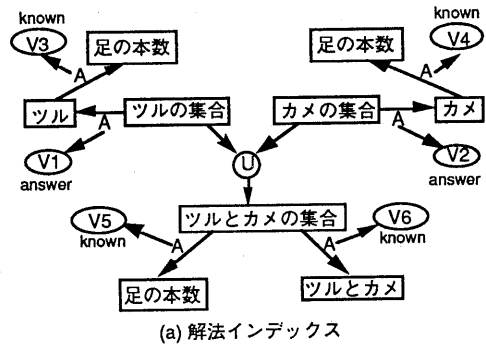 known
V3
足の本数
A
ツル
ツルの集合
A
V1
answer
known
V4
足の本数
A
カメの集合
カメ
A
V2
answer
U
ツルとカメの集合
V5
known
A
足の本数
V6
known
A
ツルとカメ
(a) 解法インデックス